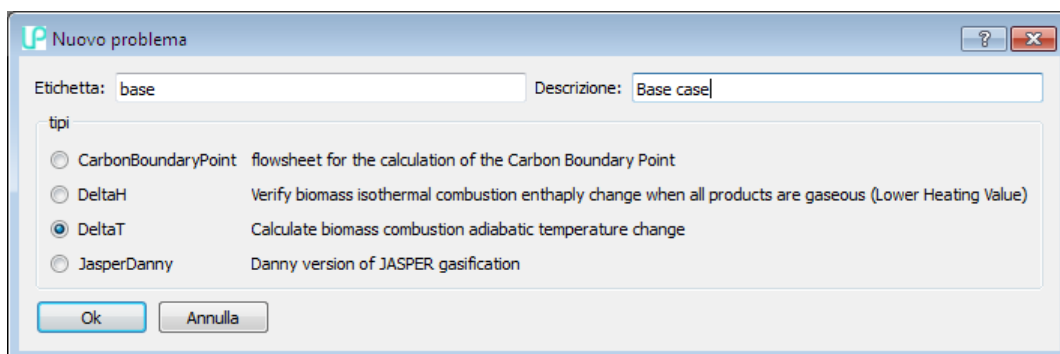 UP Nuovo problema ?
Etichetta: base Descrizione: Base case
tipi
CarbonBoundaryPoint flowsheet for the calculation of the Carbon Boundary Point
DeltaH Verify biomass isothermal combustion enthaply change when all products are gaseous (Lower Heating Value)
DeltaT Calculate biomass combustion adiabatic temperature change
JasperDanny Danny version of JASPER gasification
Ok Annulla